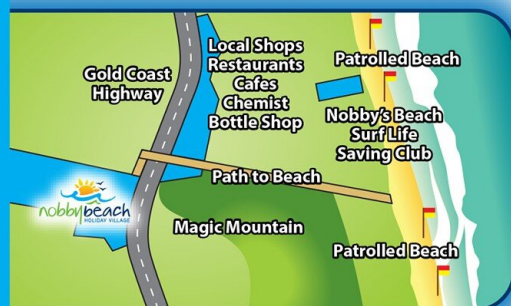 Local Shops
Restaurants
Cafes
Chemist
Bottle Shop
Patrolled Beach
Gold Coast
Highway
Nobby's Beach
Surf Life
Saving Club
Path to Beach
nobbybeach
HOLIDAY VILLAGE
Magic Mountain
Patrolled Beach